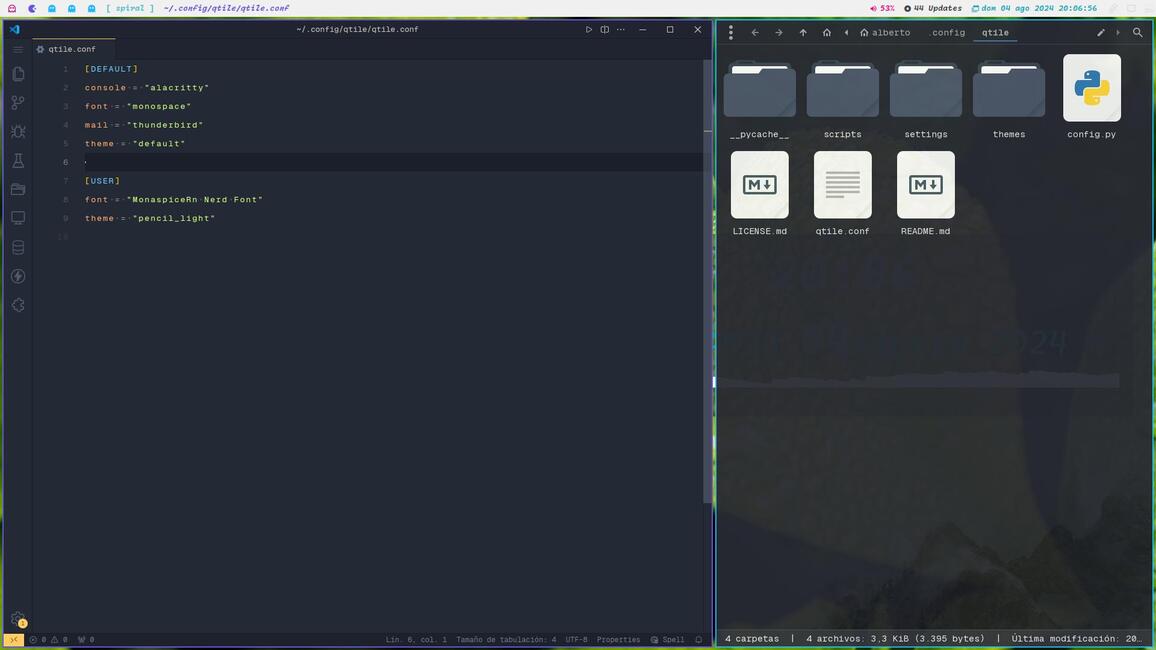 [ spiral ] ~/.config/qtile/qtile.conf
53% 44 Updates dom 04 ago 2024 20:06:56
~/.config/qtile/qtile.conf
qtile.conf
1 [DEFAULT]
2 console = "alacritty"
3 font = "monospace"
4 mail = "thunderbird"
5 theme = "default"
6
7 [USER]
8 font = "MonaspiceRn Nerd Font"
9 theme = "pencil_light"
10
1
0 0 0 Lín. 6, col. 1 Tamaño de tabulación: 4 UTF-8 Properties Spell
alberto .config qtile
__pycache__ scripts settings themes config.py
LICENSE.md qtile.conf README.md
20:06
2024
4 carpetas | 4 archivos: 3,3 KiB (3.395 bytes) | Última modificación: 20…